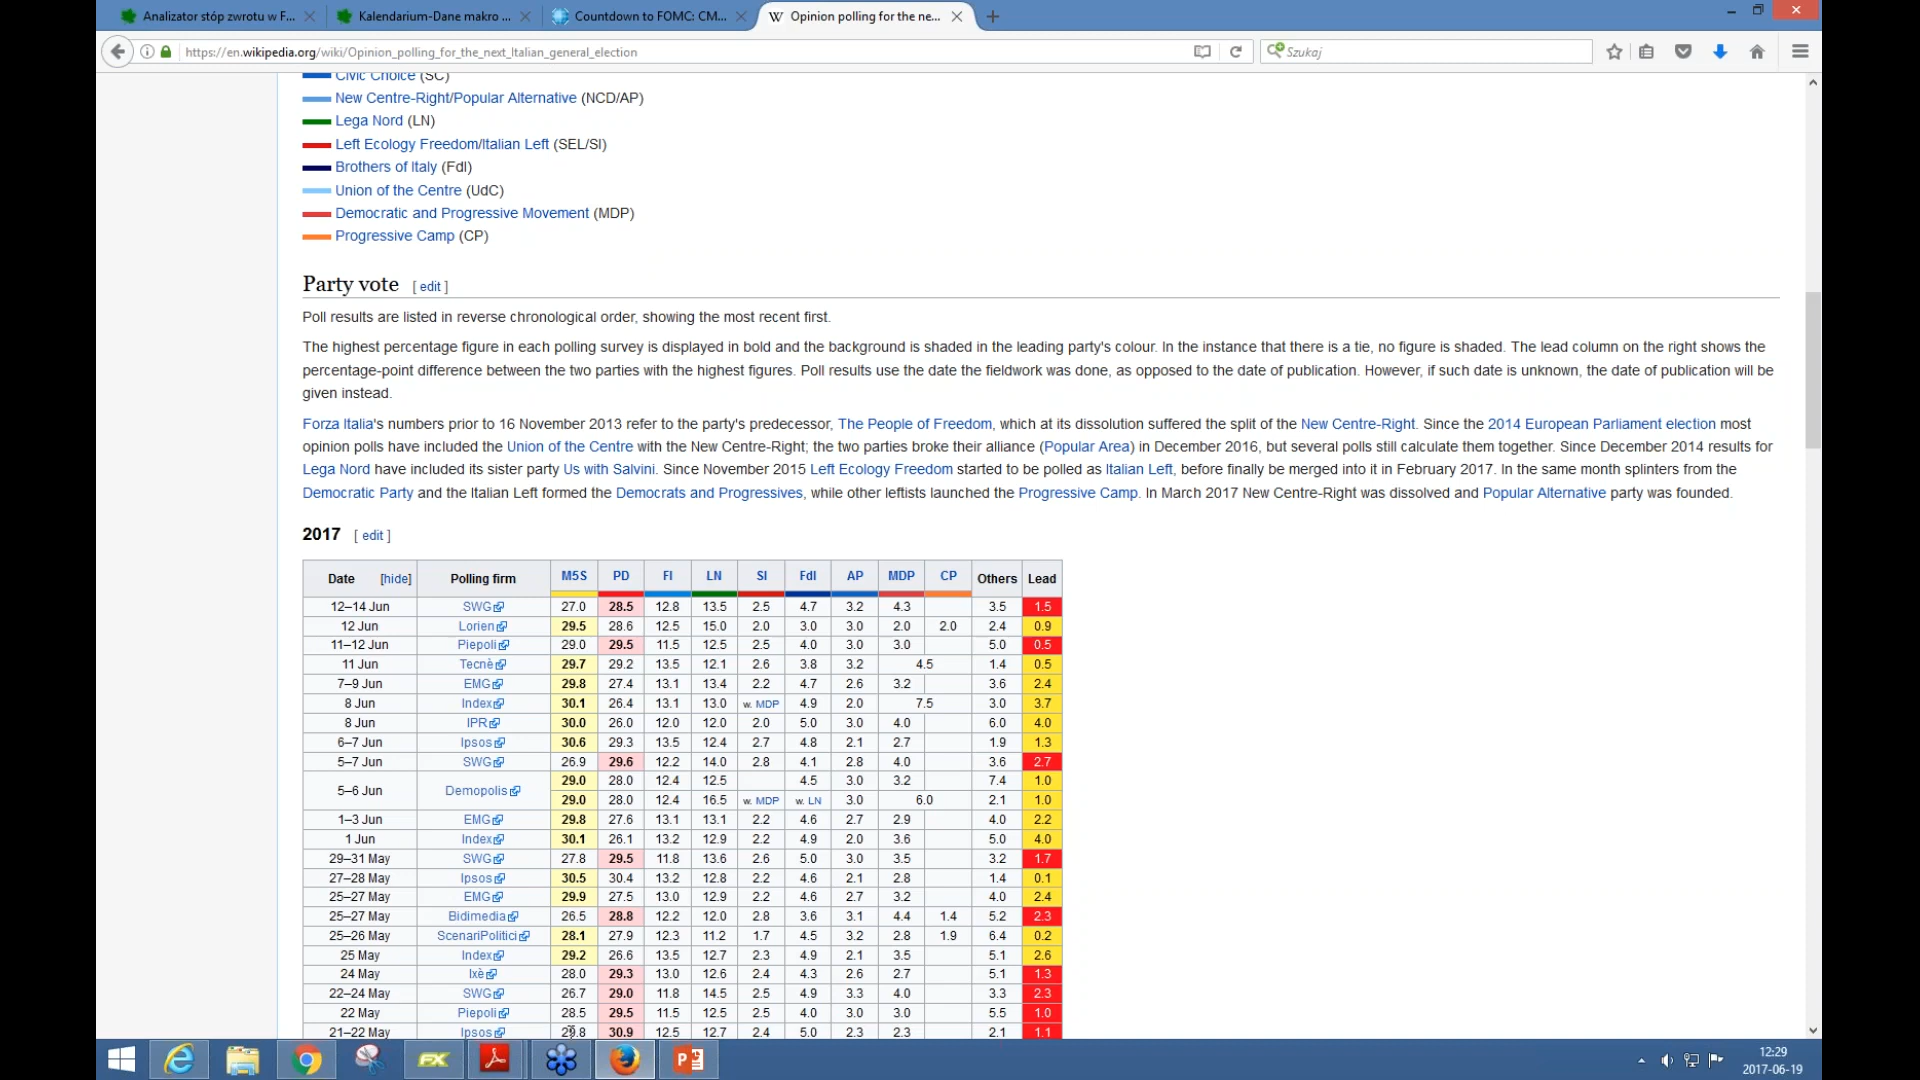 Analizator stóp zwrotu w F...
Kalendarium-Dane makro ...
Countdown to FOMC: CM...
W Opinion polling for the ne...
https://en.wikipedia.org/wiki/Opinion_polling_for_the_next_Italian_general_election
Szukaj
Civic Choice (SC)
New Centre-Right/Popular Alternative (NCD/AP)
Lega Nord (LN)
Left Ecology Freedom/Italian Left (SEL/SI)
Brothers of Italy (FdI)
Union of the Centre (UdC)
Democratic and Progressive Movement (MDP)
Progressive Camp (CP)
Party vote [ edit ]
Poll results are listed in reverse chronological order, showing the most recent first.
The highest percentage figure in each polling survey is displayed in bold and the background is shaded in the leading party's colour. In the instance that there is a tie, no figure is shaded. The lead column on the right shows the
percentage-point difference between the two parties with the highest figures. Poll results use the date the fieldwork was done, as opposed to the date of publication. However, if such date is unknown, the date of publication will be
given instead.
Forza Italia's numbers prior to 16 November 2013 refer to the party's predecessor, The People of Freedom, which at its dissolution suffered the split of the New Centre-Right. Since the 2014 European Parliament election most
opinion polls have included the Union of the Centre with the New Centre-Right; the two parties broke their alliance (Popular Area) in December 2016, but several polls still calculate them together. Since December 2014 results for
Lega Nord have included its sister party Us with Salvini. Since November 2015 Left Ecology Freedom started to be polled as Italian Left, before finally be merged into it in February 2017. In the same month splinters from the
Democratic Party and the Italian Left formed the Democrats and Progressives, while other leftists launched the Progressive Camp. In March 2017 New Centre-Right was dissolved and Popular Alternative party was founded.
2017 [ edit ]
Date [hide] Polling firm M5S PD FI LN SI FdI AP MDP CP Others Lead
12–14 Jun SWG 27.0 28.5 12.8 13.5 2.5 4.7 3.2 4.3 3.5 1.5
12 Jun Lorien 29.5 28.6 12.5 15.0 2.0 3.0 3.0 2.0 2.0 2.4 0.9
11–12 Jun Piepoli 29.0 29.5 11.5 12.5 2.5 4.0 3.0 3.0 5.0 0.5
11 Jun Tecnè 29.7 29.2 13.5 12.1 2.6 3.8 3.2 4.5 1.4 0.5
7–9 Jun EMG 29.8 27.4 13.1 13.4 2.2 4.7 2.6 3.2 3.6 2.4
8 Jun Index 30.1 26.4 13.1 13.0 w. MDP 4.9 2.0 7.5 3.0 3.7
8 Jun IPR 30.0 26.0 12.0 12.0 2.0 5.0 3.0 4.0 6.0 4.0
6–7 Jun Ipsos 30.6 29.3 13.5 12.4 2.7 4.8 2.1 2.7 1.9 1.3
5–7 Jun SWG 26.9 29.6 12.2 14.0 2.8 4.1 2.8 4.0 3.6 2.7
5–6 Jun Demopolis 29.0 28.0 12.4 12.5 4.5 3.0 3.2 7.4 1.0
29.0 28.0 12.4 16.5 w. MDP w. LN 3.0 6.0 2.1 1.0
1–3 Jun EMG 29.8 27.6 13.1 13.1 2.2 4.6 2.7 2.9 4.0 2.2
1 Jun Index 30.1 26.1 13.2 12.9 2.2 4.9 2.0 3.6 5.0 4.0
29–31 May SWG 27.8 29.5 11.8 13.6 2.6 5.0 3.0 3.5 3.2 1.7
27–28 May Ipsos 30.5 30.4 13.2 12.8 2.2 4.6 2.1 2.8 1.4 0.1
25–27 May EMG 29.9 27.5 13.0 12.9 2.2 4.6 2.7 3.2 4.0 2.4
25–27 May Bidimedia 26.5 28.8 12.2 12.0 2.8 3.6 3.1 4.4 1.4 5.2 2.3
25–26 May ScenariPolitici 28.1 27.9 12.3 11.2 1.7 4.5 3.2 2.8 1.9 6.4 0.2
25 May Index 29.2 26.6 13.5 12.7 2.3 4.9 2.1 3.5 5.1 2.6
24 May Ixè 28.0 29.3 13.0 12.6 2.4 4.3 2.6 2.7 5.1 1.3
22–24 May SWG 26.7 29.0 11.8 14.5 2.5 4.9 3.3 4.0 3.3 2.3
22 May Piepoli 28.5 29.5 11.5 12.5 2.5 4.0 3.0 3.0 5.5 1.0
21–22 May Ipsos 29.8 30.9 12.5 12.7 2.4 5.0 2.3 2.3 2.1 1.1
FX
12:29
2017-06-19